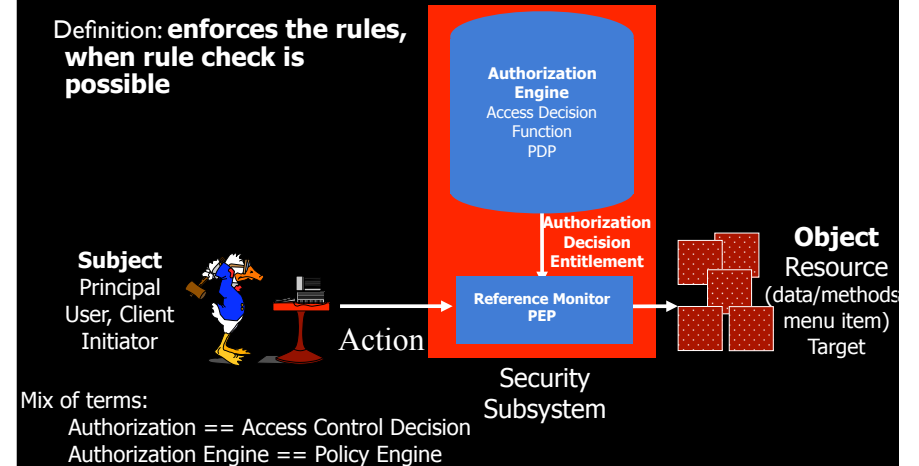 Definition: enforces the rules,
when rule check is
possible
Authorization
Engine
Access Decision
Function
PDP
Authorization
Decision
Entitlement
Subject
Principal
User, Client
Initiator
Action
Reference Monitor
PEP
Object
Resource
(data/methods
menu item)
Target
Security
Subsystem
Mix of terms:
Authorization == Access Control Decision
Authorization Engine == Policy Engine